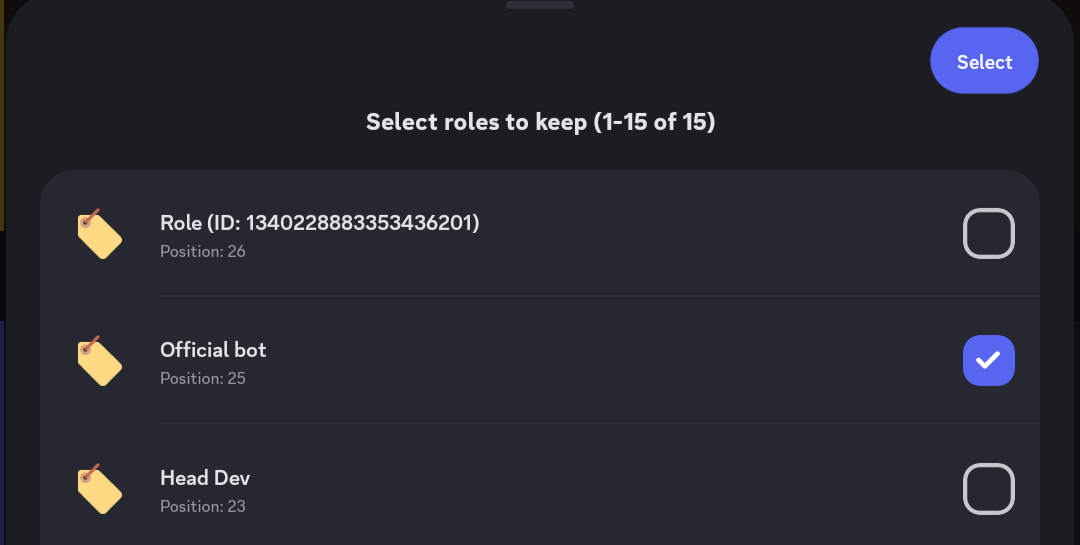 Select
Select roles to keep (1-15 of 15)
Role (ID: 1340228883353436201)
Position: 26
Official bot
Position: 25
Head Dev
Position: 23